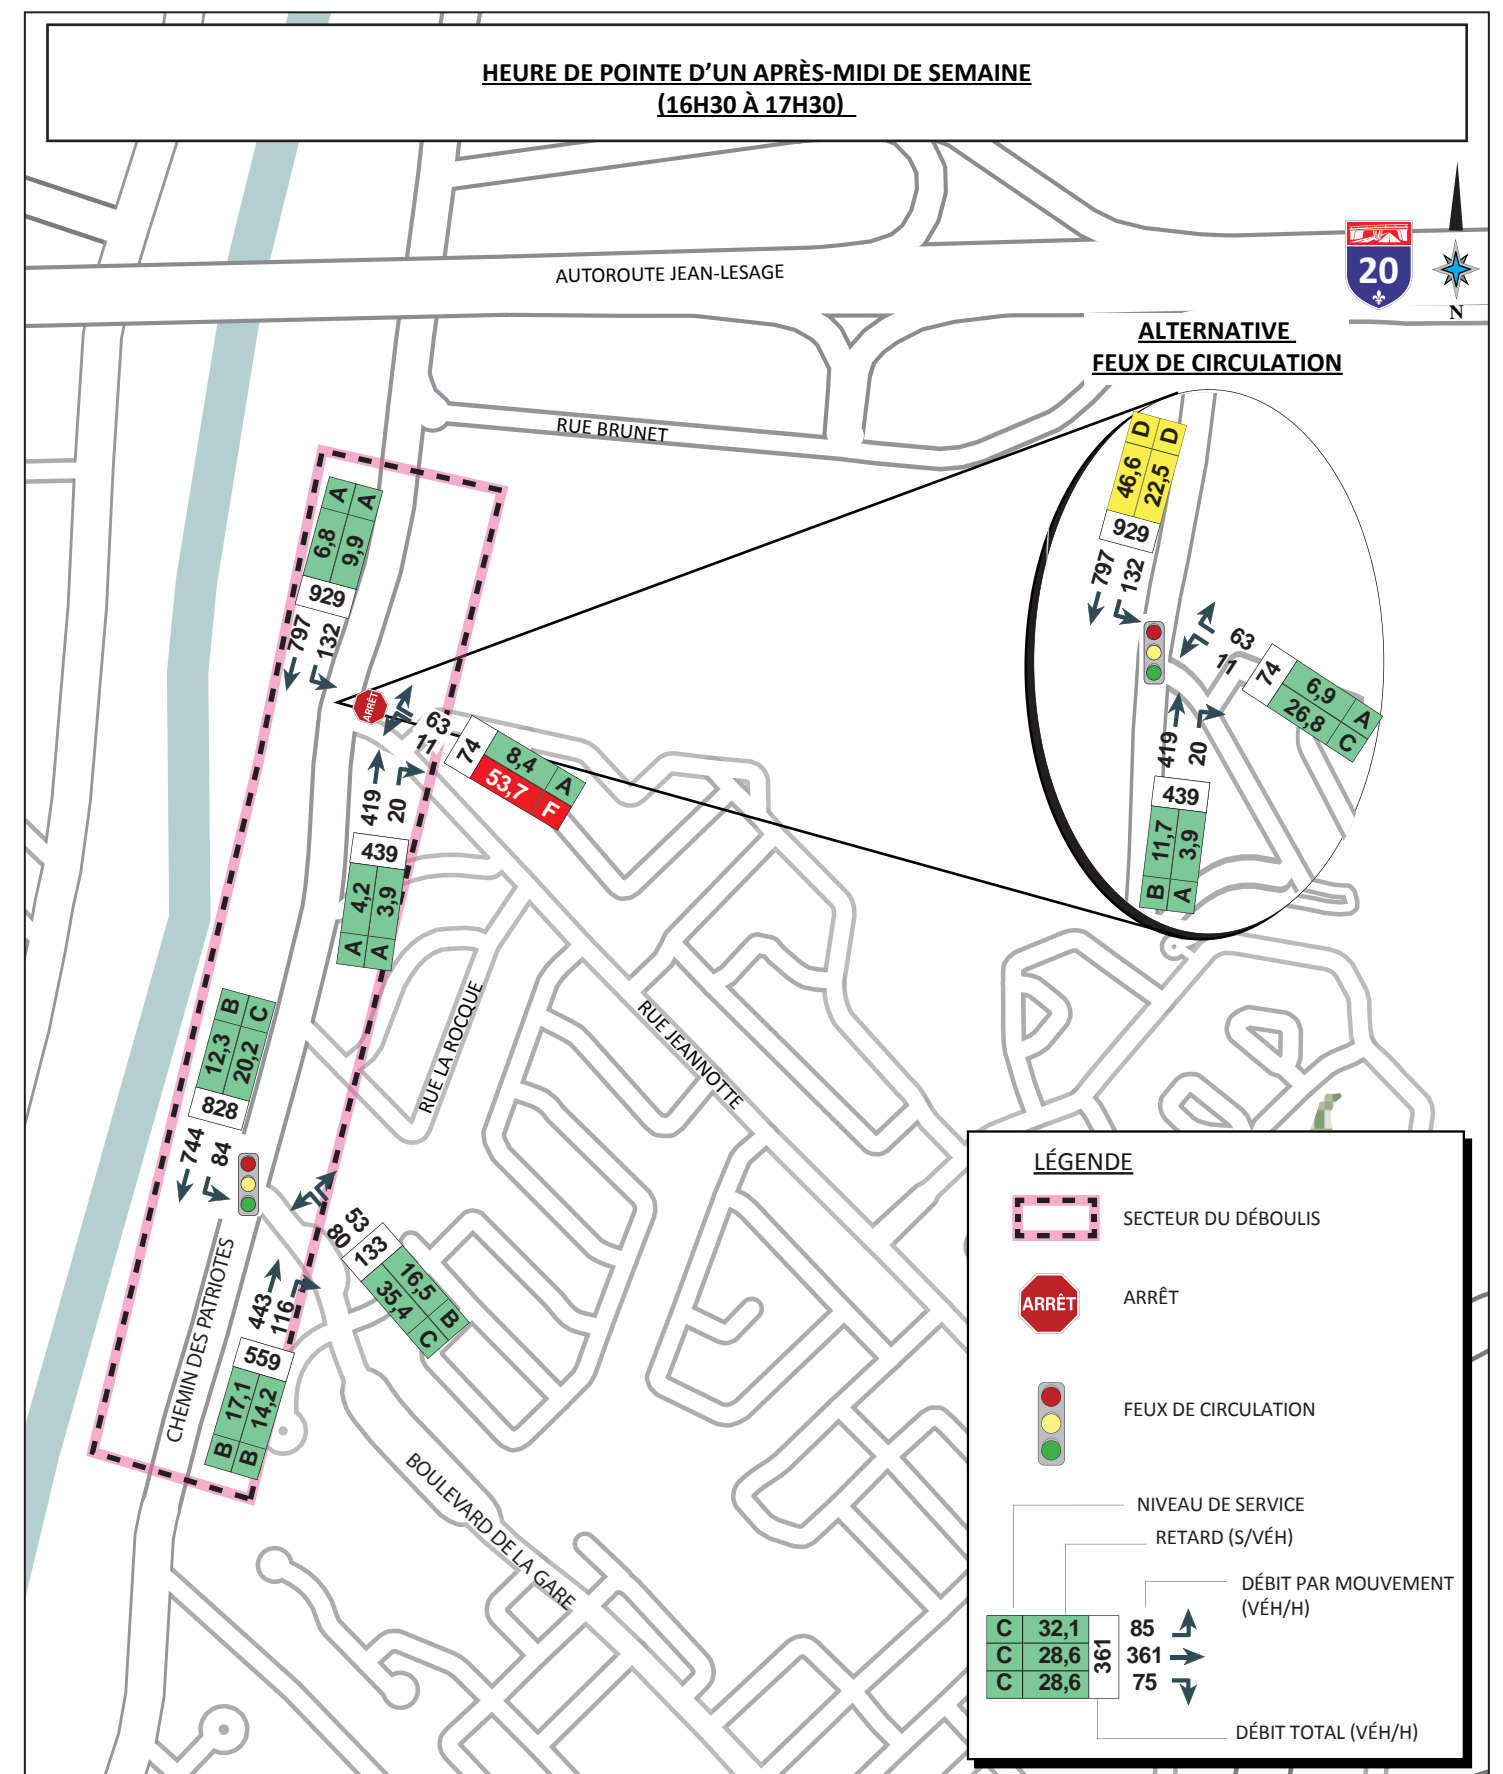 HEURE DE POINTE D'UN APRÈS-MIDI DE SEMAINE
(16H30 À 17H30)
AUTOROUTE JEAN-LESAGE
20
N
ALTERNATIVE
FEUX DE CIRCULATION
RUE BRUNET
46,6 D
22,5 D
929
797
132
63
11
74
6,9 A
26,8 C
419
20
439
B 11,7
A 3,9
6,8 A
9,9 A
929
797
132
ARRÊT
63
11
74
8,4 A
53,7 F
419
20
439
A 4,2
A 3,9
RUE LA ROCQUE
RUE JEANNOTTE
12,3 B
20,2 C
828
744
84
53
80
133
16,5 B
35,4 C
443
116
559
B 17,1
B 14,2
CHEMIN DES PATRIOTES
BOULEVARD DE LA GARE
LÉGENDE
SECTEUR DU DÉBOULIS
ARRÊT
ARRÊT
FEUX DE CIRCULATION
NIVEAU DE SERVICE
RETARD (S/VÉH)
DÉBIT PAR MOUVEMENT
(VÉH/H)
C 32,1 85
C 28,6 361 361
C 28,6 75
DÉBIT TOTAL (VÉH/H)